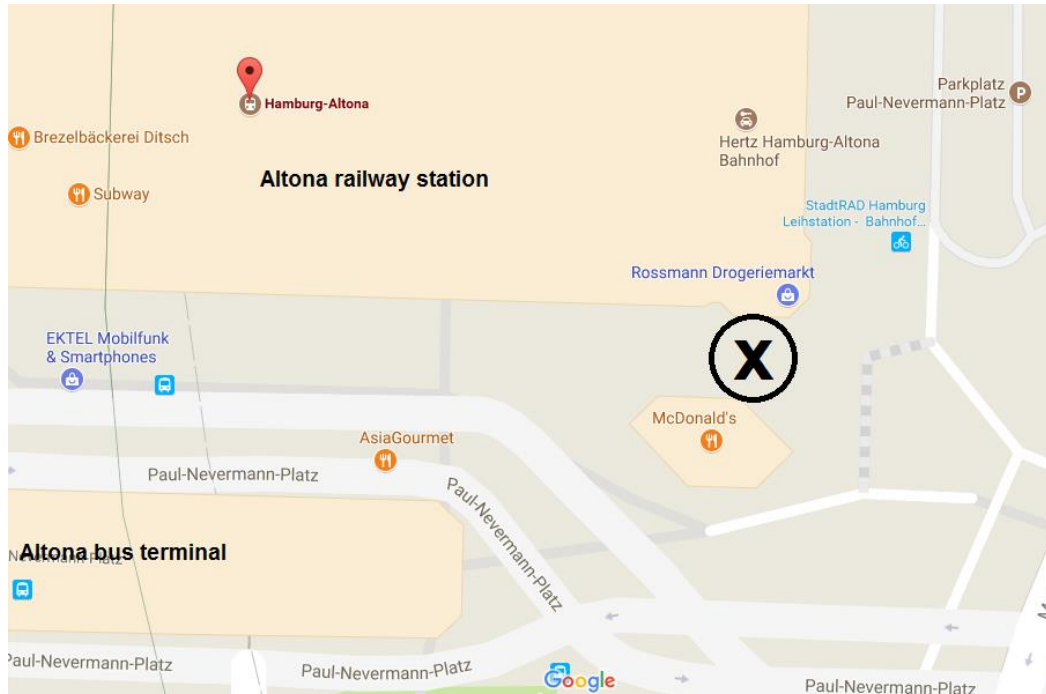 Hamburg-Altona
Parkplatz
Paul-Nevermann-Platz
P
Brezelbäckerei Ditsch
Hertz Hamburg-Altona
Bahnhof
Altona railway station
Subway
StadtRAD Hamburg
Leihstation - Bahnhof...
Rossmann Drogeriemarkt
EKTEL Mobilfunk
& Smartphones
X
McDonald's
AsiaGourmet
Paul-Nevermann-Platz
Paul-Nevermann-Platz
Altona bus terminal
Paul-Nevermann-Platz
Paul-Nevermann-Platz
Google
Paul-Nevermann-Platz